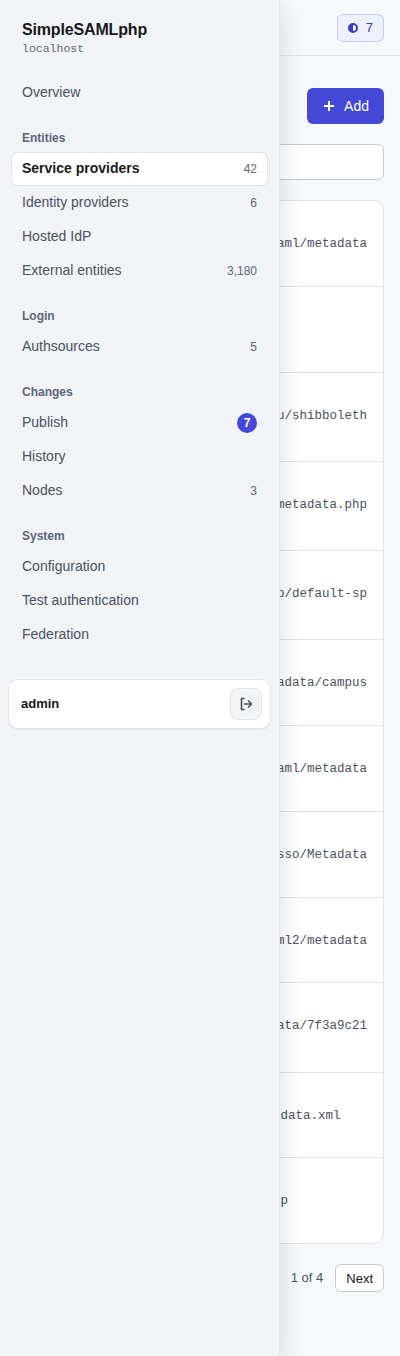 SimpleSAMLphp
localhost
7
Overview
Add
Entities
Service providers 42
Identity providers 6
Hosted IdP
External entities 3,180
Login
Authsources 5
Changes
Publish 7
History
Nodes 3
System
Configuration
Test authentication
Federation
admin
aml/metadata
u/shibboleth
metadata.php
p/default-sp
adata/campus
aml/metadata
sso/Metadata
ml2/metadata
ata/7f3a9c21
data.xml
p
1 of 4 Next